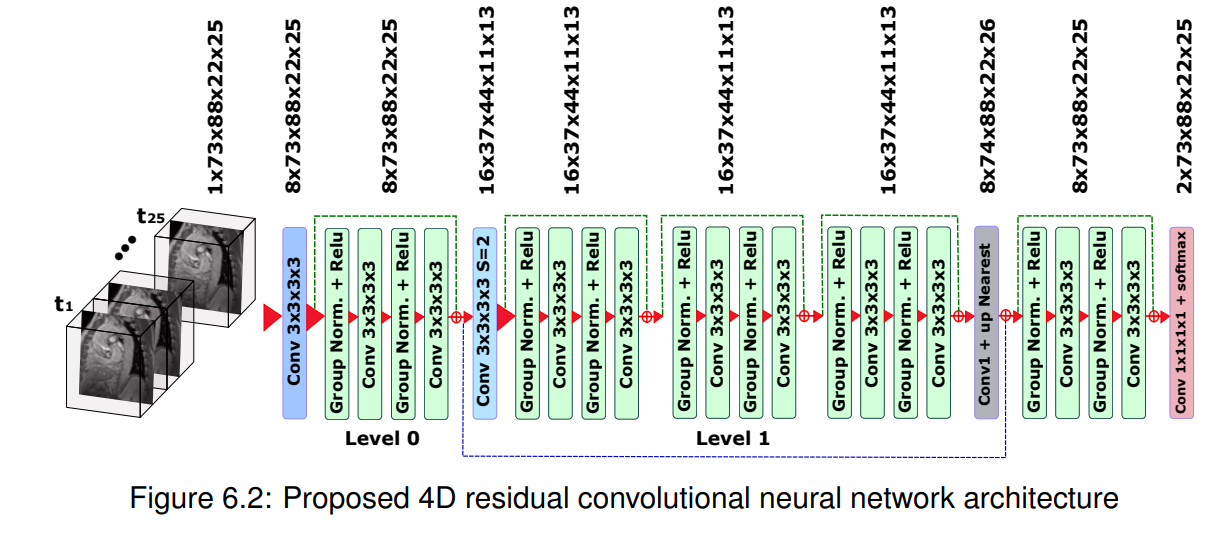 1x73x88x22x25
8x73x88x22x25
8x73x88x22x25
16x37x44x11x13
16x37x44x11x13
16x37x44x11x13
16x37x44x11x13
8x74x88x22x26
8x73x88x22x25
2x73x88x22x25
t25
t1
Conv 3x3x3x3
Group Norm. + Relu
Conv 3x3x3x3
Group Norm. + Relu
Conv 3x3x3x3
Conv 3x3x3x3 S=2
Group Norm. + Relu
Conv 3x3x3x3
Group Norm. + Relu
Conv 3x3x3x3
Group Norm. + Relu
Conv 3x3x3x3
Group Norm. + Relu
Conv 3x3x3x3
Group Norm. + Relu
Conv 3x3x3x3
Group Norm. + Relu
Conv 3x3x3x3
Conv1 + up Nearest
Group Norm. + Relu
Conv 3x3x3x3
Group Norm. + Relu
Conv 3x3x3x3
Conv 1x1x1x1 + softmax
Level 0
Level 1
Figure 6.2: Proposed 4D residual convolutional neural network architecture